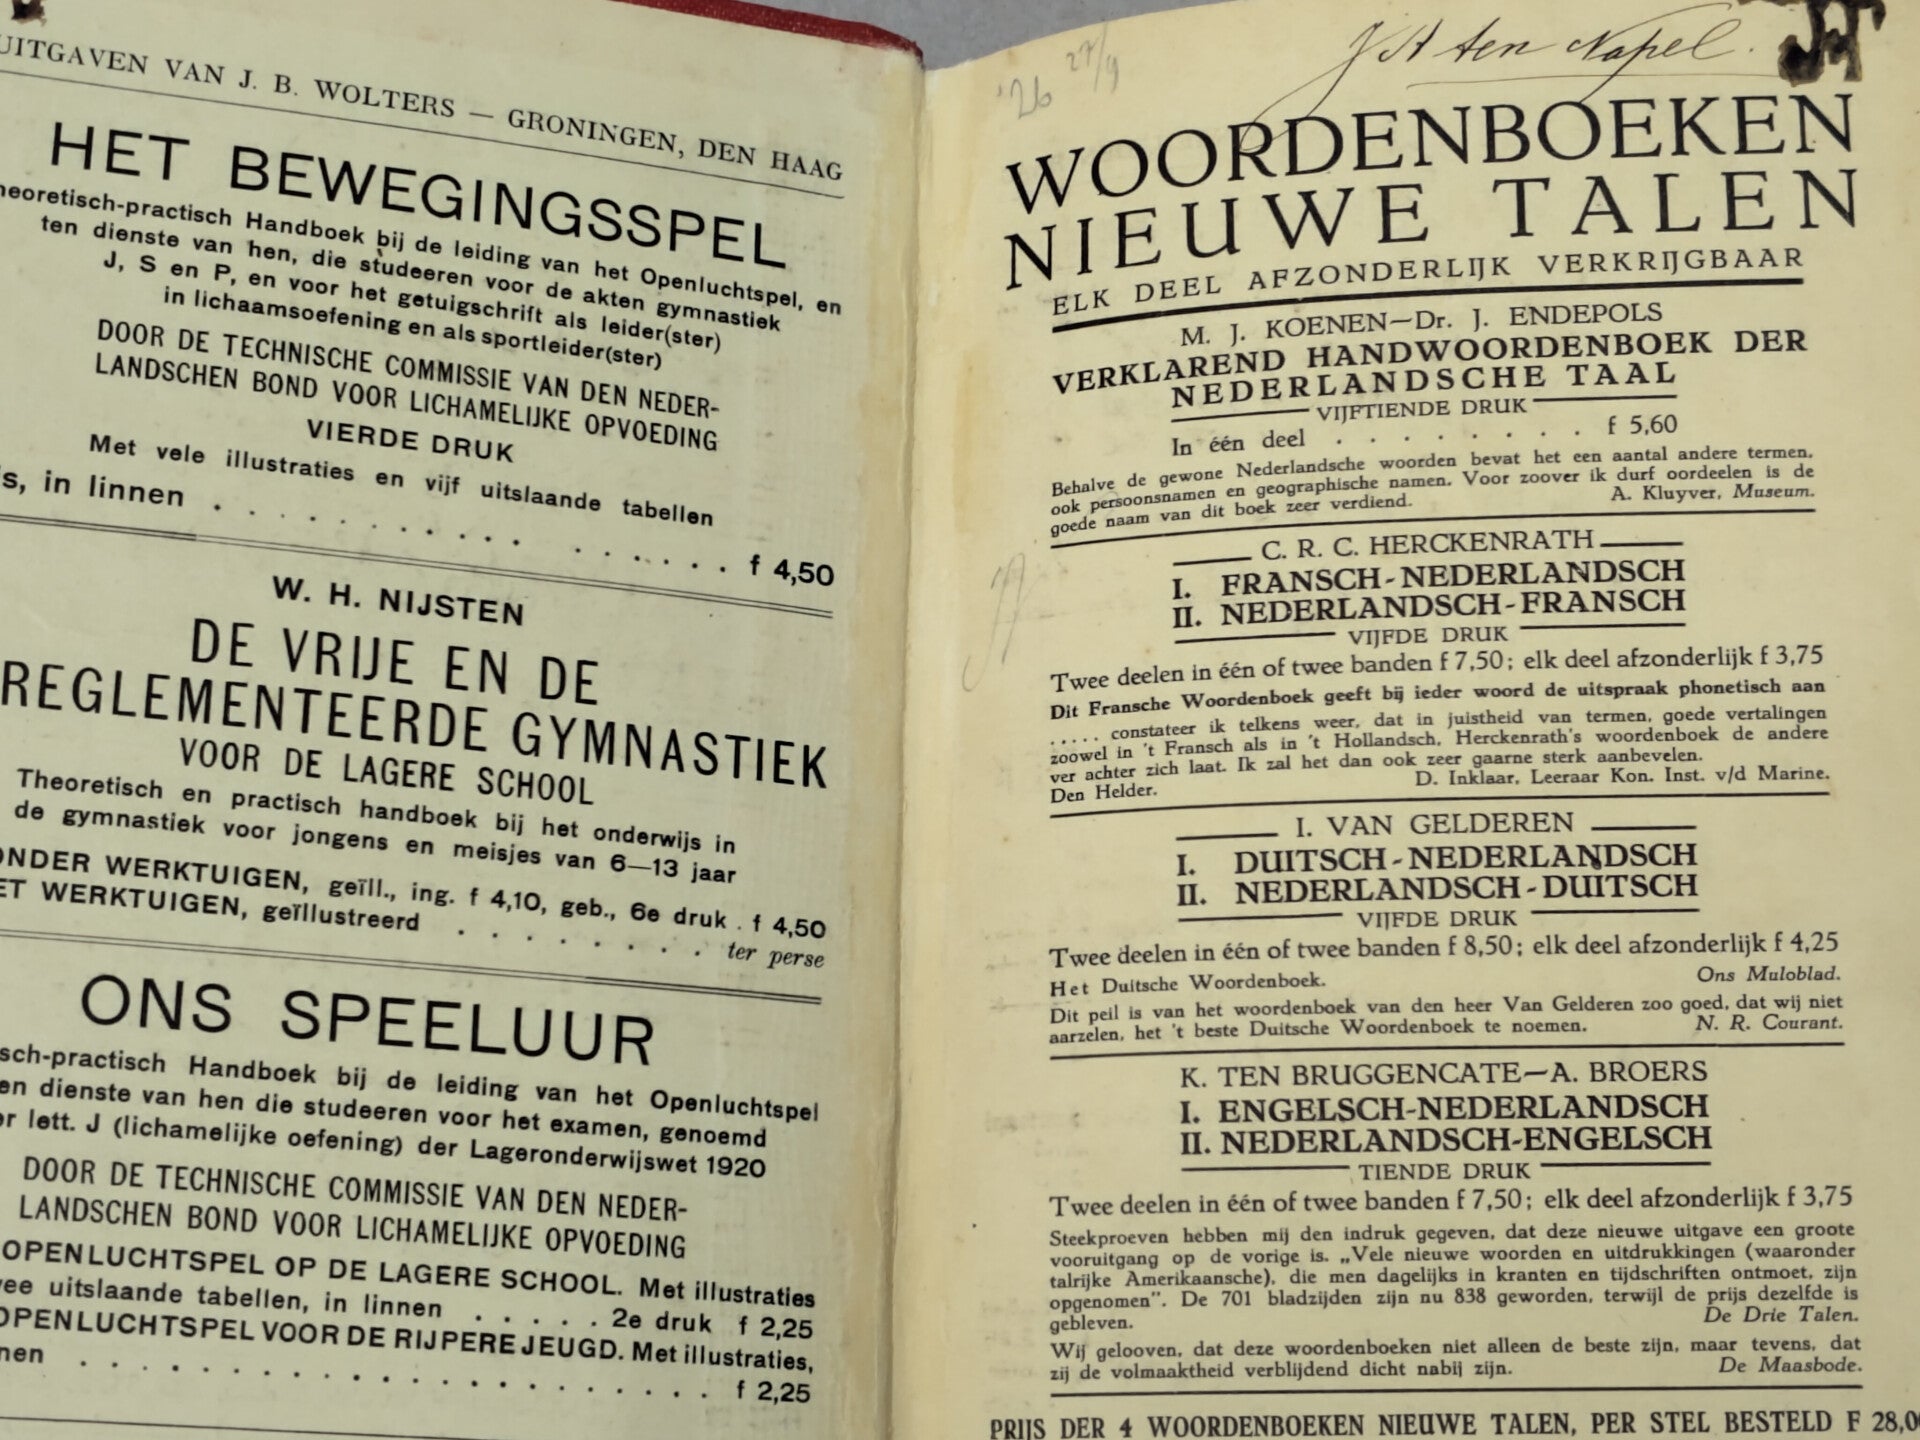 UITGAVEN VAN J. B. WOLTERS — GRONINGEN, DEN HAAG
HET BEWEGINGSSPEL
heoretisch-practisch Handboek bij de leiding van het Openluchtspel, en
ten dienste van hen, die studeeren voor de akten gymnastiek
J, S en P, en voor het getuigschrift als leider(ster)
in lichaamsoefening en als sportleider(ster)
DOOR DE TECHNISCHE COMMISSIE VAN DEN NEDER-
LANDSCHEN BOND VOOR LICHAMELIJKE OPVOEDING
VIERDE DRUK
Met vele illustraties en vijf uitslaande tabellen
s, in linnen . . . . . . . . . . . . . . . f 4,50
W. H. NIJSTEN
DE VRIJE EN DE
REGLEMENTEERDE GYMNASTIEK
VOOR DE LAGERE SCHOOL
Theoretisch en practisch handboek bij het onderwijs in
de gymnastiek voor jongens en meisjes van 6—13 jaar
ONDER WERKTUIGEN, geïll., ing. f 4,10, geb., 6e druk . f 4,50
ET WERKTUIGEN, geïllustreerd . . . . . . . . ter perse
ONS SPEELUUR
sch-practisch Handboek bij de leiding van het Openluchtspel
en dienste van hen die studeeren voor het examen, genoemd
r lett. J (lichamelijke oefening) der Lageronderwijswet 1920
DOOR DE TECHNISCHE COMMISSIE VAN DEN NEDER-
LANDSCHEN BOND VOOR LICHAMELIJKE OPVOEDING
OPENLUCHTSPEL OP DE LAGERE SCHOOL. Met illustraties
ee uitslaande tabellen, in linnen . . . . . 2e druk f 2,25
OPENLUCHTSPEL VOOR DE RIJPERE JEUGD. Met illustraties,
nen . . . . . . . . . . . . . . . . . . . f 2,25
'26 27/9
J A ten Napel.
WOORDENBOEKEN
NIEUWE TALEN
ELK DEEL AFZONDERLIJK VERKRIJGBAAR
M. J. KOENEN—Dr. J. ENDEPOLS
VERKLAREND HANDWOORDENBOEK DER
NEDERLANDSCHE TAAL
VIJFTIENDE DRUK
In één deel . . . . . . . . . f 5,60
Behalve de gewone Nederlandsche woorden bevat het een aantal andere termen,
ook persoonsnamen en geographische namen. Voor zoover ik durf oordeelen is de
goede naam van dit boek zeer verdiend. A. Kluyver, Museum.
C. R. C. HERCKENRATH
I. FRANSCH-NEDERLANDSCH
II. NEDERLANDSCH-FRANSCH
VIJFDE DRUK
Twee deelen in één of twee banden f 7,50; elk deel afzonderlijk f 3,75
Dit Fransche Woordenboek geeft bij ieder woord de uitspraak phonetisch aan
. . . . . constateer ik telkens weer, dat in juistheid van termen, goede vertalingen
zoowel in 't Fransch als in 't Hollandsch, Herckenrath's woordenboek de andere
ver achter zich laat. Ik zal het dan ook zeer gaarne sterk aanbevelen.
Den Helder. D. Inklaar, Leeraar Kon. Inst. v/d Marine.
I. VAN GELDEREN
I. DUITSCH-NEDERLANDSCH
II. NEDERLANDSCH-DUITSCH
VIJFDE DRUK
Twee deelen in één of twee banden f 8,50; elk deel afzonderlijk f 4,25
Het Duitsche Woordenboek. Ons Muloblad.
Dit peil is van het woordenboek van den heer Van Gelderen zoo goed, dat wij niet
aarzelen, het 't beste Duitsche Woordenboek te noemen. N. R. Courant.
K. TEN BRUGGENCATE—A. BROERS
I. ENGELSCH-NEDERLANDSCH
II. NEDERLANDSCH-ENGELSCH
TIENDE DRUK
Twee deelen in één of twee banden f 7,50; elk deel afzonderlijk f 3,75
Steekproeven hebben mij den indruk gegeven, dat deze nieuwe uitgave een groote
vooruitgang op de vorige is. „Vele nieuwe woorden en uitdrukkingen (waaronder
talrijke Amerikaansche), die men dagelijks in kranten en tijdschriften ontmoet, zijn
opgenomen". De 701 bladzijden zijn nu 838 geworden, terwijl de prijs dezelfde is
gebleven. De Drie Talen.
Wij gelooven, dat deze woordenboeken niet alleen de beste zijn, maar tevens, dat
zij de volmaaktheid verblijdend dicht nabij zijn. De Maasbode.
PRIJS DER 4 WOORDENBOEKEN NIEUWE TALEN, PER STEL BESTELD F 28,00